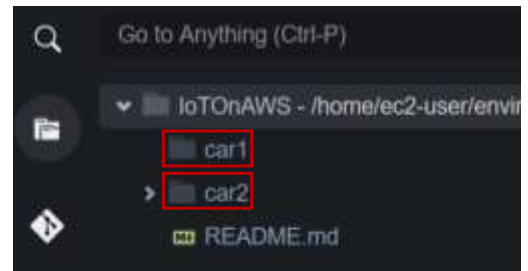 Go to Anything (Ctrl-P)
IoTOnAWS - /home/ec2-user/envir
car1
car2
README.md